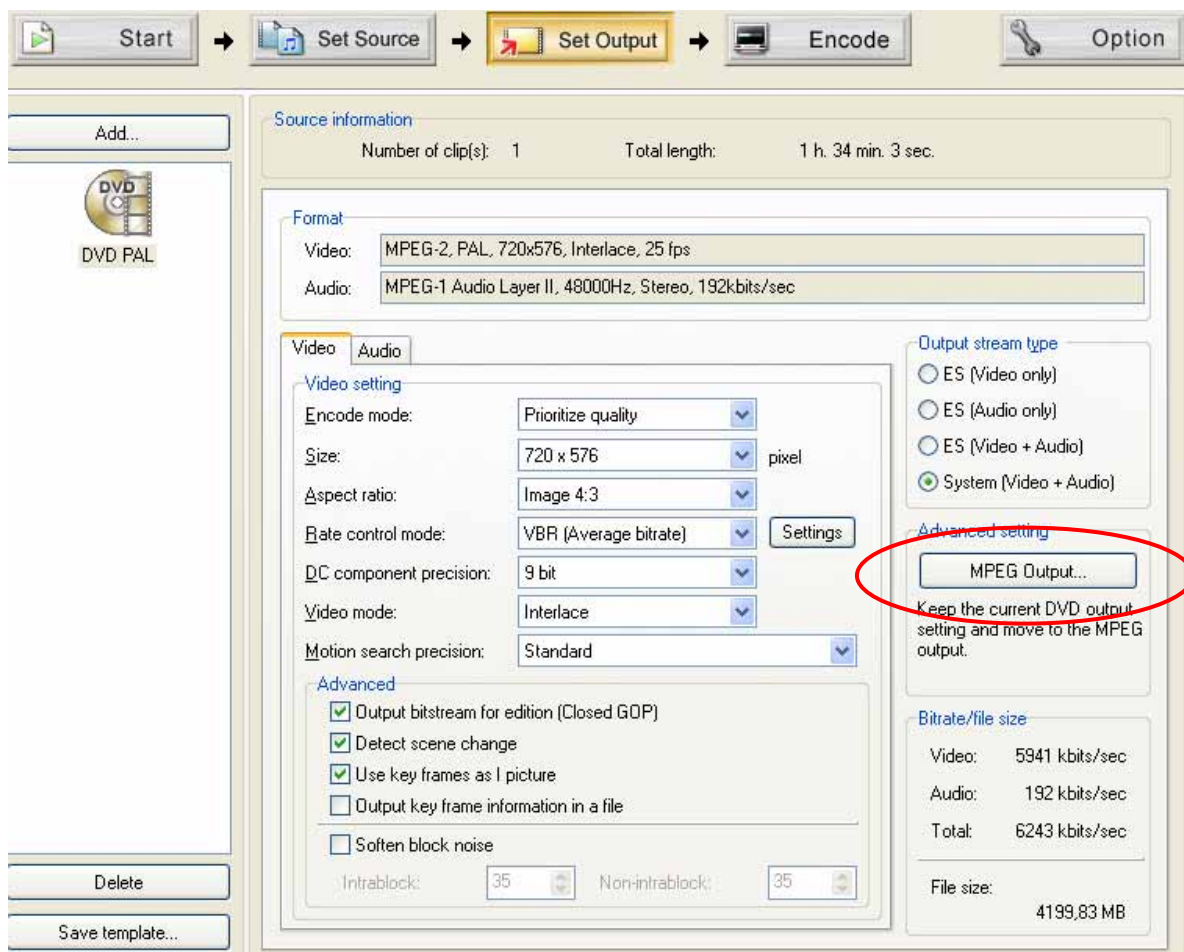 Start
Set Source
Set Output
Encode
Option
Add...
DVD
DVD PAL
Delete
Save template...
Source information
Number of clip(s): 1 Total length: 1 h. 34 min. 3 sec.
Format
Video: MPEG-2, PAL, 720x576, Interlace, 25 fps
Audio: MPEG-1 Audio Layer II, 48000Hz, Stereo, 192kbits/sec
Video
Audio
Video setting
Encode mode: Prioritize quality
Size: 720 x 576 pixel
Aspect ratio: Image 4:3
Rate control mode: VBR (Average bitrate) Settings
DC component precision: 9 bit
Video mode: Interlace
Motion search precision: Standard
Advanced
Output bitstream for edition (Closed GOP)
Detect scene change
Use key frames as I picture
Output key frame information in a file
Soften block noise
Intrablock: 35 Non-intrablock: 35
Output stream type
ES (Video only)
ES (Audio only)
ES (Video + Audio)
System (Video + Audio)
Advanced setting
MPEG Output...
Keep the current DVD output
setting and move to the MPEG
output.
Bitrate/file size
Video: 5941 kbits/sec
Audio: 192 kbits/sec
Total: 6243 kbits/sec
File size:
4199,83 MB